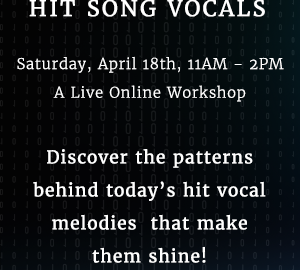 HIT SONG VOCALS
Saturday, April 18th, 11AM – 2PM
A Live Online Workshop
Discover the patterns
behind today’s hit vocal
melodies that make
them shine!